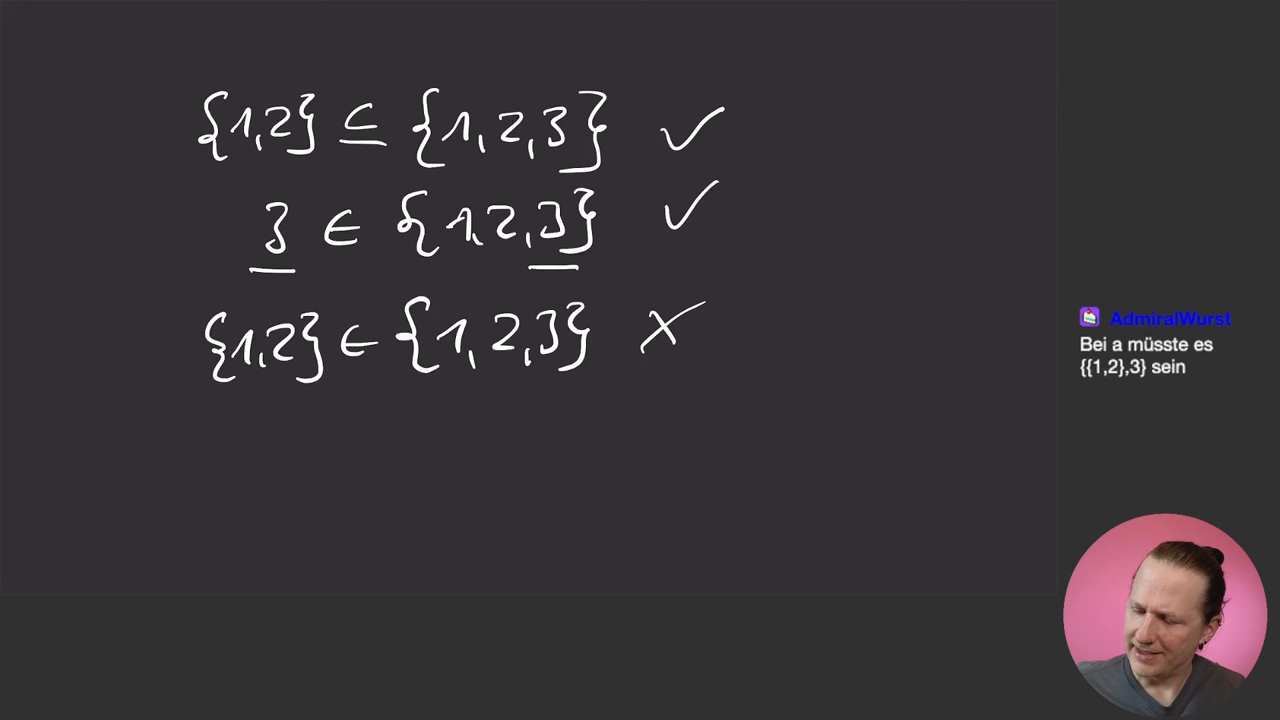 {1,2} ⊆ {1,2,3} ✓
3 ∈ {1,2,3} ✓
{1,2} ∈ {1,2,3} ✗
AdmiralWurst
Bei a müsste es
{{1,2},3} sein